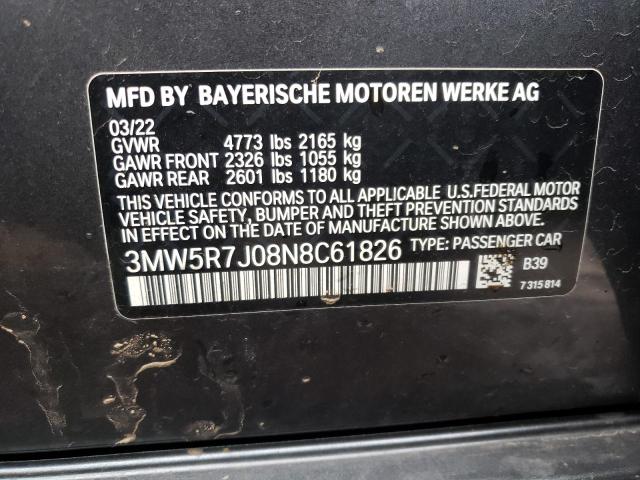 MFD BY BAYERISCHE MOTOREN WERKE AG
03/22
GVWR 4773 lbs 2165 kg
GAWR FRONT 2326 lbs 1055 kg
GAWR REAR 2601 lbs 1180 kg
THIS VEHICLE CONFORMS TO ALL APPLICABLE U.S.FEDERAL MOTOR
VEHICLE SAFETY, BUMPER AND THEFT PREVENTION STANDARDS
IN EFFECT ON THE DATE OF MANUFACTURE SHOWN ABOVE.
3MW5R7J08N8C61826 TYPE: PASSENGER CAR
B39
7 315 814